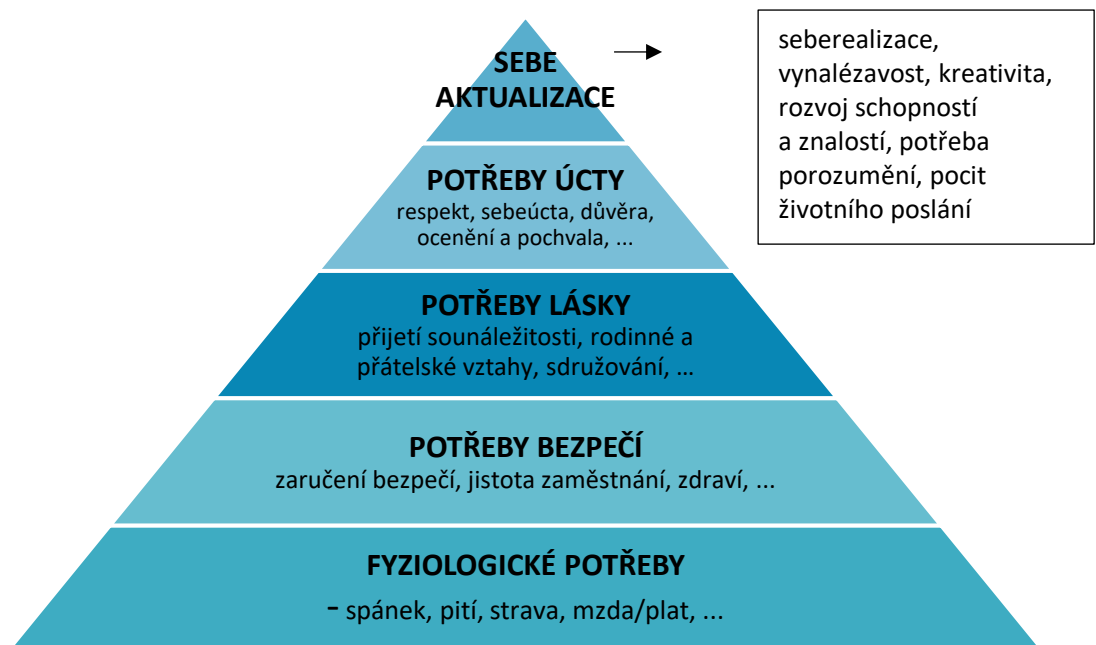 SEBE
AKTUALIZACE
seberealizace,
vynalézavost, kreativita,
rozvoj schopností
a znalostí, potřeba
porozumění, pocit
životního poslání
POTŘEBY ÚCTY
respekt, sebeúcta, důvěra,
ocenění a pochvala, ...
POTŘEBY LÁSKY
přijetí sounáležitosti, rodinné a
přátelské vztahy, sdružování, …
POTŘEBY BEZPEČÍ
zaručení bezpečí, jistota zaměstnání, zdraví, ...
FYZIOLOGICKÉ POTŘEBY
- spánek, pití, strava, mzda/plat, ...